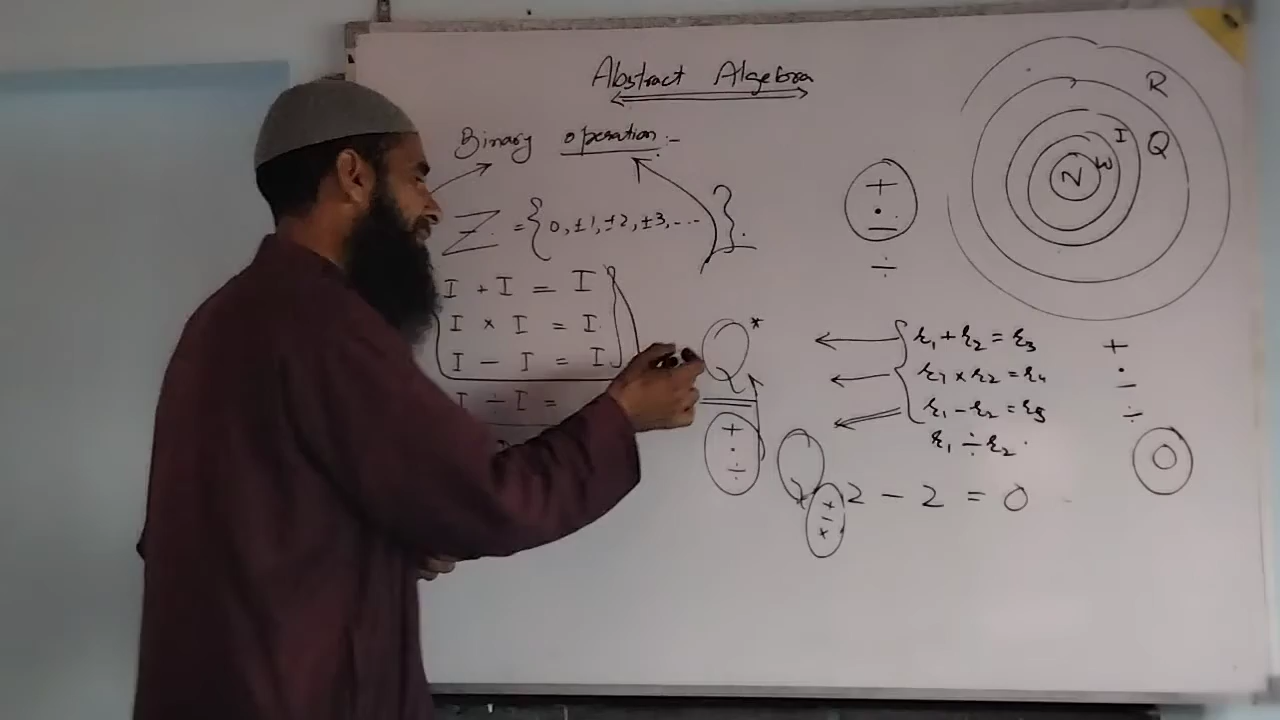 Abstract Algebra
Binary operation :-
Z = { 0, ±1, ±2, ±3, ... }.
I + I = I
I × I = I
I − I = I
I ÷ I =
N W I Q R
+
·
−
÷
Q*
+
·
÷
Q
+
−
×
r₁ + r₂ = r₃
r₁ × r₂ = r₄
r₁ − r₂ = r₅
r₁ ÷ r₂
+
·
−
÷
0
2 − 2 = 0